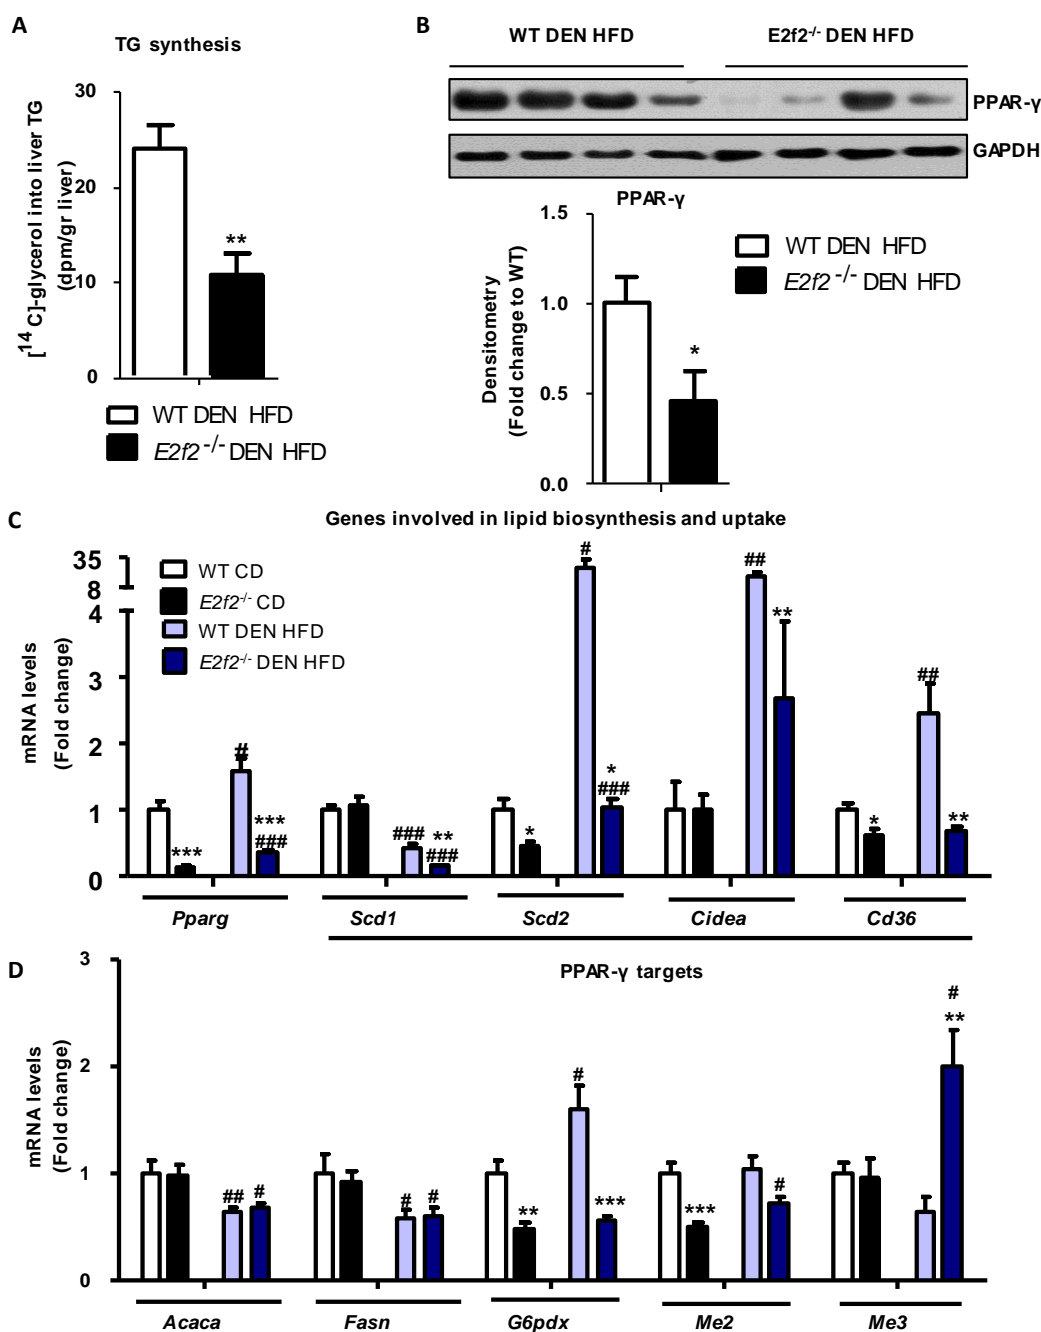 A
TG synthesis
[14 C]-glycerol into liver TG
(dpm/gr liver)
30
20
10
0
**
WT DEN HFD
E2f2 -/- DEN HFD
B
WT DEN HFD
E2f2-/- DEN HFD
PPAR-γ
GAPDH
PPAR-γ
Densitometry
(Fold change to WT)
1.5
1.0
0.5
0.0
*
WT DEN HFD
E2f2 -/- DEN HFD
C
Genes involved in lipid biosynthesis and uptake
mRNA levels
(Fold change)
35
8
4
3
2
1
0
WT CD
E2f2-/- CD
WT DEN HFD
E2f2-/- DEN HFD
***
#
***
###
###
**
###
*
#
*
###
##
**
*
##
**
Pparg
Scd1
Scd2
Cidea
Cd36
PPAR-γ targets
D
mRNA levels
(Fold change)
3
2
1
0
##
#
#
#
**
#
***
***
#
#
**
Acaca
Fasn
G6pdx
Me2
Me3